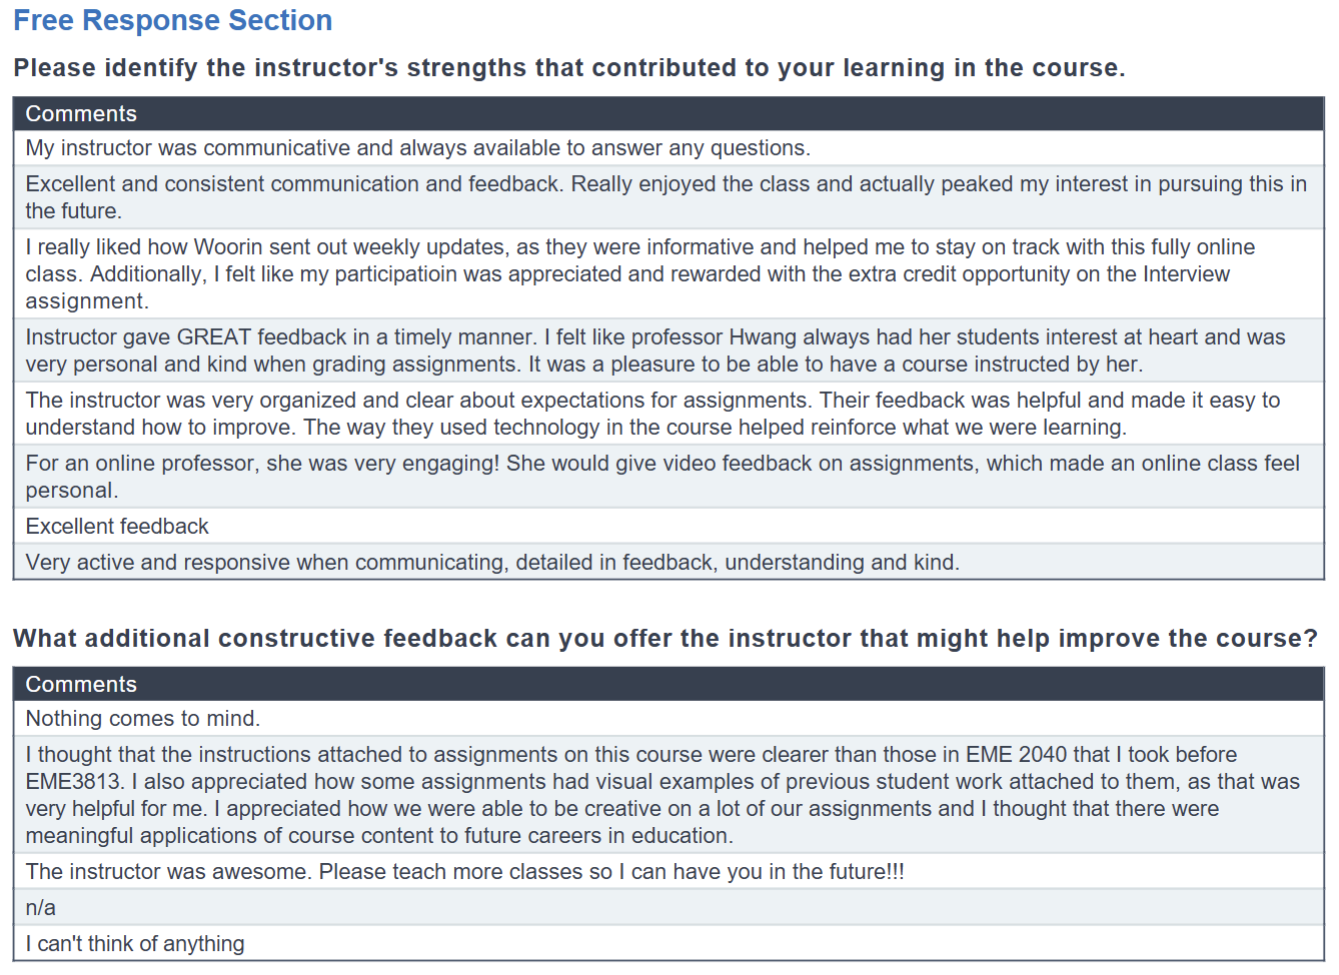 Free Response Section
Please identify the instructor's strengths that contributed to your learning in the course.
Comments
My instructor was communicative and always available to answer any questions.
Excellent and consistent communication and feedback. Really enjoyed the class and actually peaked my interest in pursuing this in
the future.
I really liked how Woorin sent out weekly updates, as they were informative and helped me to stay on track with this fully online
class. Additionally, I felt like my participatioin was appreciated and rewarded with the extra credit opportunity on the Interview
assignment.
Instructor gave GREAT feedback in a timely manner. I felt like professor Hwang always had her students interest at heart and was
very personal and kind when grading assignments. It was a pleasure to be able to have a course instructed by her.
The instructor was very organized and clear about expectations for assignments. Their feedback was helpful and made it easy to
understand how to improve. The way they used technology in the course helped reinforce what we were learning.
For an online professor, she was very engaging! She would give video feedback on assignments, which made an online class feel
personal.
Excellent feedback
Very active and responsive when communicating, detailed in feedback, understanding and kind.
What additional constructive feedback can you offer the instructor that might help improve the course?
Comments
Nothing comes to mind.
I thought that the instructions attached to assignments on this course were clearer than those in EME 2040 that I took before
EME3813. I also appreciated how some assignments had visual examples of previous student work attached to them, as that was
very helpful for me. I appreciated how we were able to be creative on a lot of our assignments and I thought that there were
meaningful applications of course content to future careers in education.
The instructor was awesome. Please teach more classes so I can have you in the future!!!
n/a
I can't think of anything